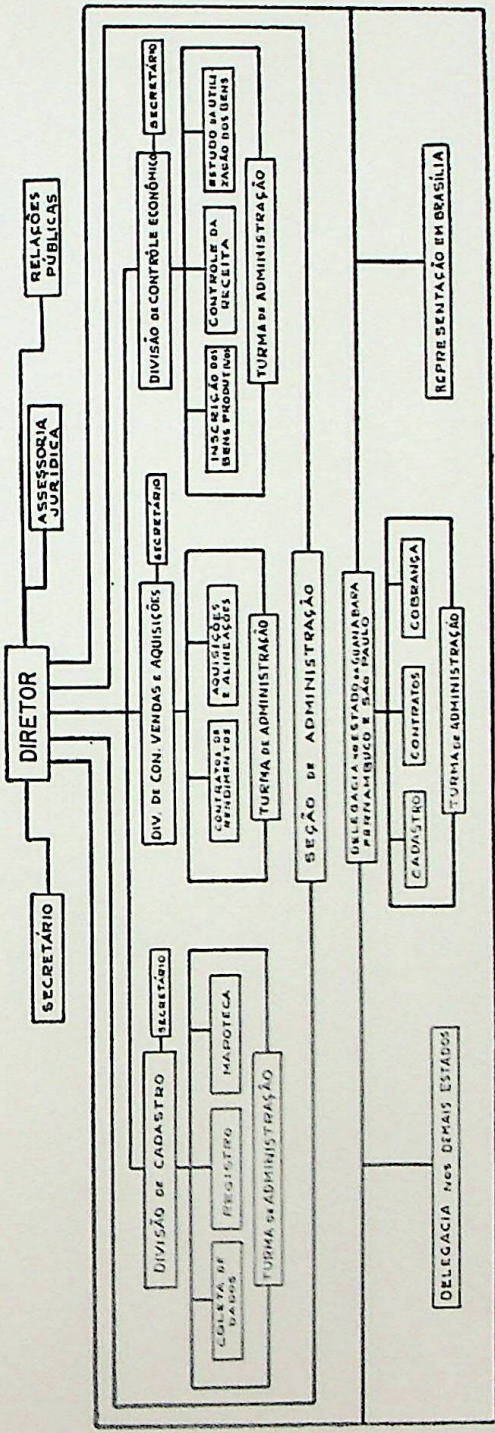 DIRETOR
SECRETÁRIO
ASSESSORIA
JURÍDICA
RELAÇÕES
PÚBLICAS
DIVISÃO DE CADASTRO
SECRETÁRIO
COLETA DE
DADOS
REGISTRO
MAPOTECA
TURMA DE ADMINISTRAÇÃO
DIV. DE CON. VENDAS E AQUISIÇÕES
SECRETÁRIO
CONTRATOS DE
RENDIMENTOS
AQUISIÇÕES
E ALINEAÇÕES
TURMA DE ADMINISTRAÇÃO
DIVISÃO DE CONTRÔLE ECONÔMICO
SECRETÁRIO
INSCRIÇÃO DOS
BENS PRODUTIVOS
CONTRÔLE DA
RECEITA
ESTUDO DA UTILI-
ZAÇÃO DOS BENS
TURMA DE ADMINISTRAÇÃO
SEÇÃO DE ADMINISTRAÇÃO
DELEGACIA NOS DEMAIS ESTADOS
DELEGACIA NO ESTADO DA GUANABARA
PERNAMBUCO E SÃO PAULO
CADASTRO
CONTRATOS
COBRANÇA
TURMA DE ADMINISTRAÇÃO
REPRESENTAÇÃO EM BRASÍLIA